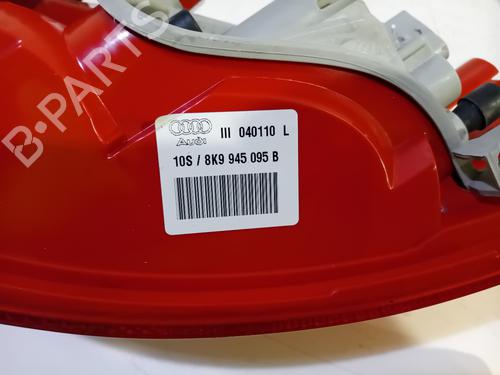 B-PARTS
III 040110 L
Audi
10S / 8K9 945 095 B